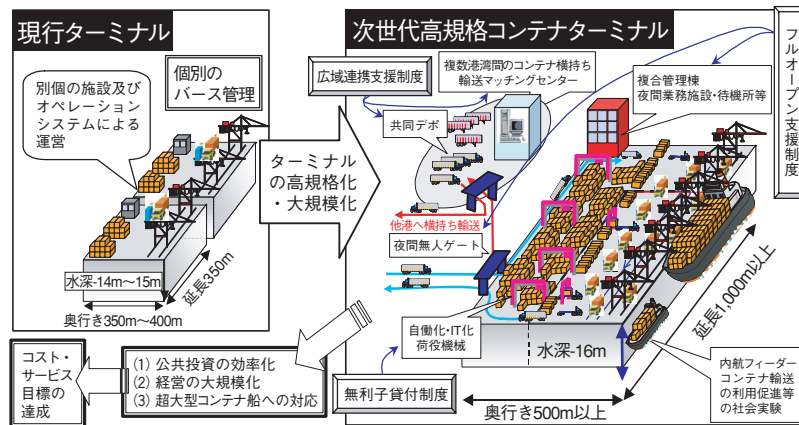 現行ターミナル
別個の施設及び
オペレーション
システムによる
運営
個別の
バース管理
水深-14m～15m
延長350m
奥行き350m～400m
ターミナル
の高規格化
・大規模化
次世代高規格コンテナターミナル
広域連携支援制度
複数港湾間のコンテナ横持ち
輸送マッチングセンター
共同デポ
複合管理棟
夜間業務施設・待機所等
フルオープン支援制度
他港へ横持ち輸送
夜間無人ゲート
自働化・IT化
荷役機械
水深-16m
延長1,000m以上
無利子貸付制度
奥行き500m以上
内航フィーダー
コンテナ輸送
の利用促進等
の社会実験
コスト・
サービス
目標の
達成
(1) 公共投資の効率化
(2) 経営の大規模化
(3) 超大型コンテナ船への対応